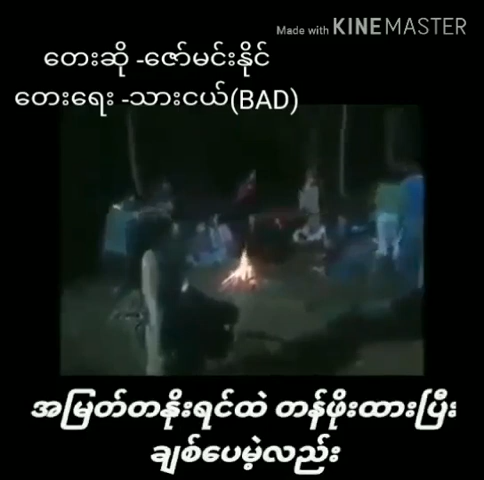 Made with KINEMASTER
တေးဆို -ဇော်မင်းနိုင်
တေးရေး -သားငယ်(BAD)
အမြတ်တနိုးရင်ထဲ တန်ဖိုးထားပြီး
ချစ်ပေမဲ့လည်း